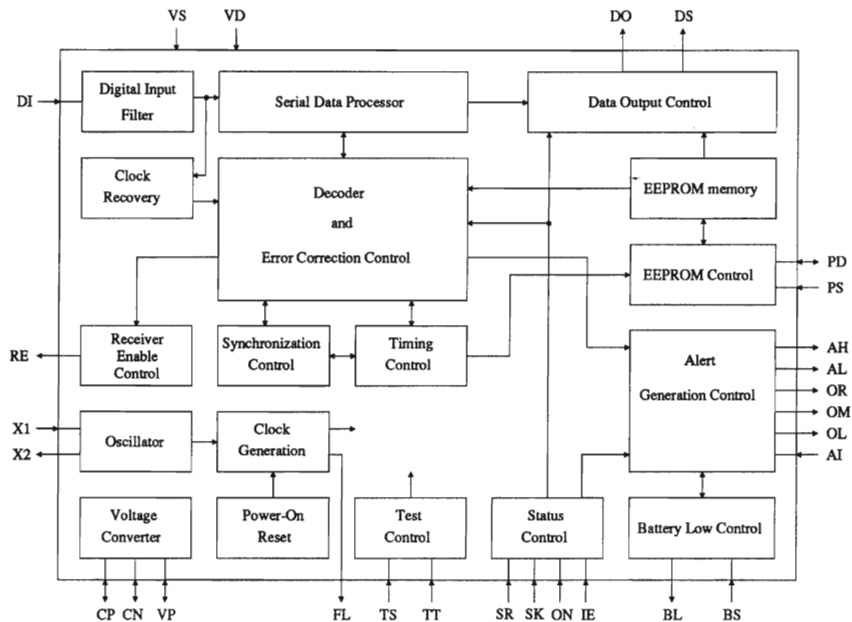 VS
VD
DO
DS
DI
Digital Input
Filter
Serial Data Processor
Data Output Control
Clock
Recovery
Decoder
and
Error Correction Control
EEPROM memory
EEPROM Control
PD
PS
RE
Receiver
Enable
Control
Synchronization
Control
Timing
Control
Alert
Generation Control
AH
AL
OR
OM
OL
AI
X1
X2
Oscillator
Clock
Generation
Voltage
Converter
Power-On
Reset
Test
Control
Status
Control
Battery Low Control
CP
CN
VP
FL
TS
TT
SR
SK
ON
IE
BL
BS